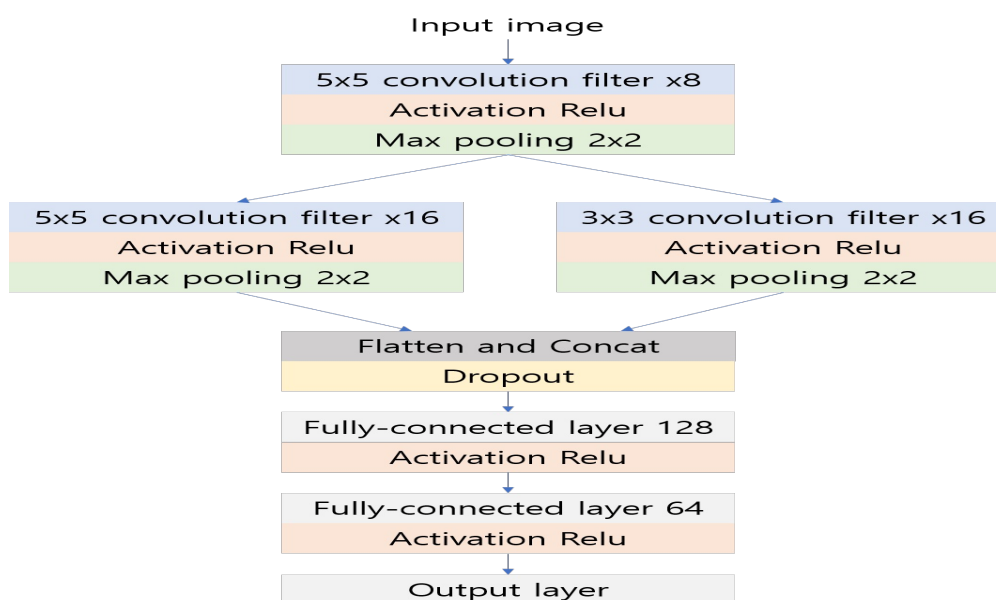 Input image
5x5 convolution filter x8
Activation Relu
Max pooling 2x2
5x5 convolution filter x16
Activation Relu
Max pooling 2x2
3x3 convolution filter x16
Activation Relu
Max pooling 2x2
Flatten and Concat
Dropout
Fully-connected layer 128
Activation Relu
Fully-connected layer 64
Activation Relu
Output layer